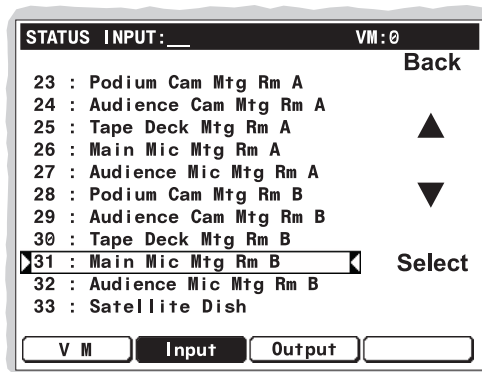 STATUS INPUT:__ VM:0
Back
23 : Podium Cam Mtg Rm A
24 : Audience Cam Mtg Rm A
25 : Tape Deck Mtg Rm A
26 : Main Mic Mtg Rm A
27 : Audience Mic Mtg Rm A
28 : Podium Cam Mtg Rm B
29 : Audience Cam Mtg Rm B
30 : Tape Deck Mtg Rm B
31 : Main Mic Mtg Rm B Select
32 : Audience Mic Mtg Rm B
33 : Satellite Dish
V M Input Output